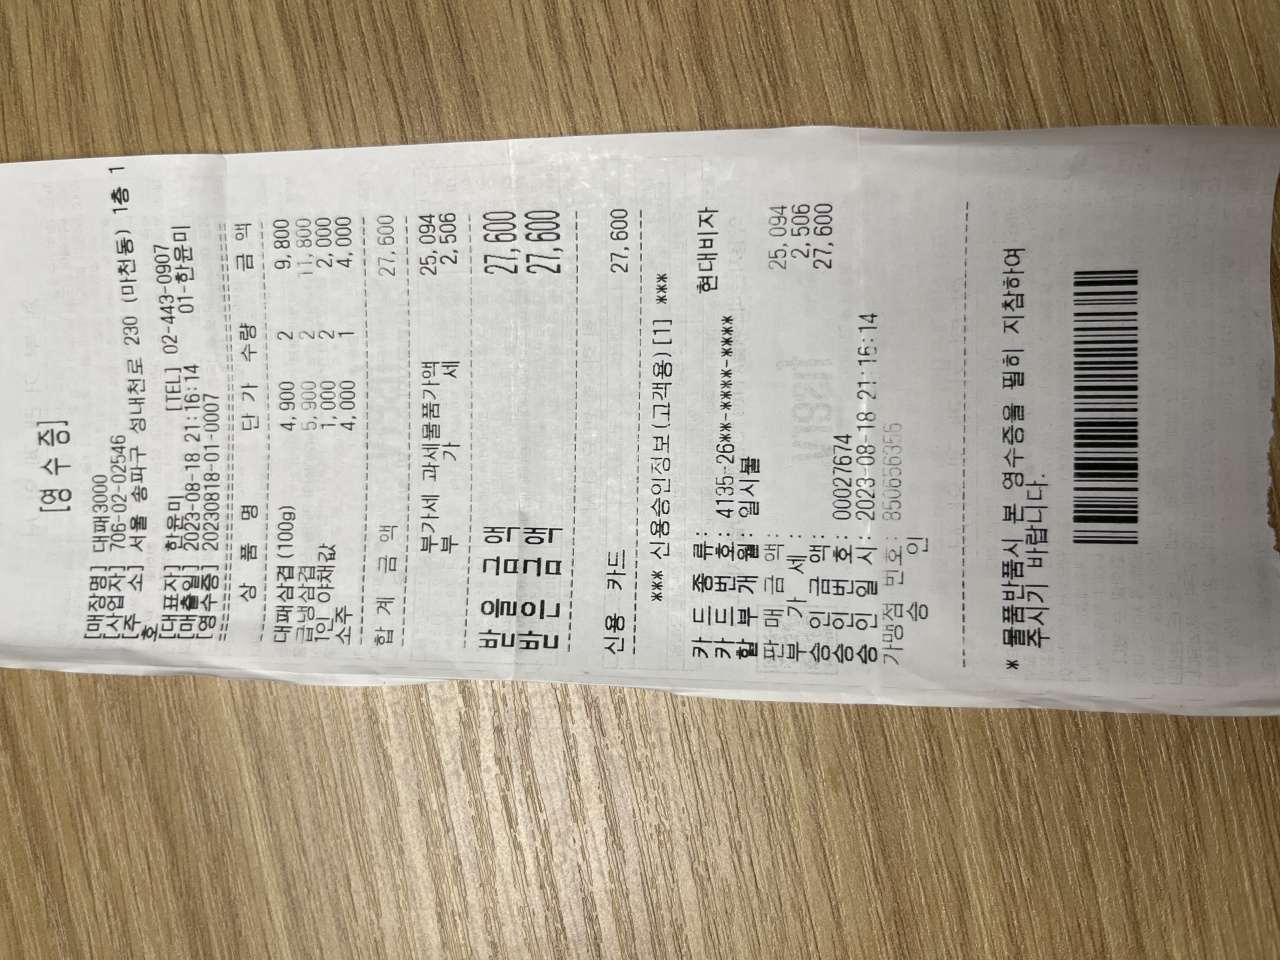 [영 수 증]
[매장명] 대패3000
[사업자] 706-02-02546
[주 소] 서울 송파구 성내천로 230 (마천동) 1층 1
호
[대표자] 한윤미 [TEL] 02-443-0907
[매출일] 2023-08-18 21:16:14 01-한윤미
[영수증] 20230818-01-0007
상 품 명 단 가 수량 금 액
대패삼겹(100g) 4,900 2 9,800
급냉삼겹 5,900 2 11,800
1인 야채값 1,000 2 2,000
소주 4,000 1 4,000
합 계 금 액 27,600
부가세 과세물품가액 25,094
부 가 세 2,506
받 을 금 액 27,600
받 은 금 액 27,600
신용 카드 27,600
*** 신용승인정보(고객용) [1] ***
카 드 종 류: 현대비자
카 드 번 호: 4135-26**-****-****
할 부 개 월: 일시불
판 매 금 액: 25,094
부 가 세 : 2,506
승 인 금 액: 27,600
승 인 번 호: 00027674
승 인 일 시: 2023-08-18 21:16:14
가맹점 번호: 850656356
승 인
* 물품반품시 본 영수증을 필히 지참하여
주시기 바랍니다.